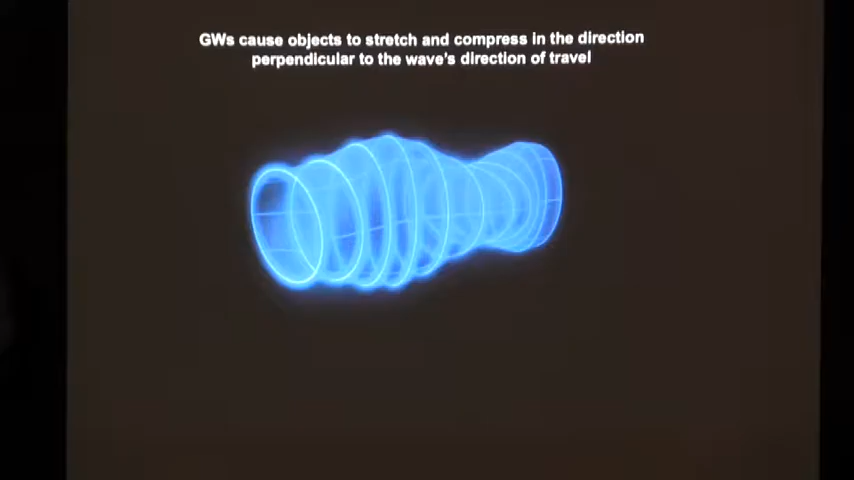 GWs cause objects to stretch and compress in the direction
perpendicular to the wave's direction of travel